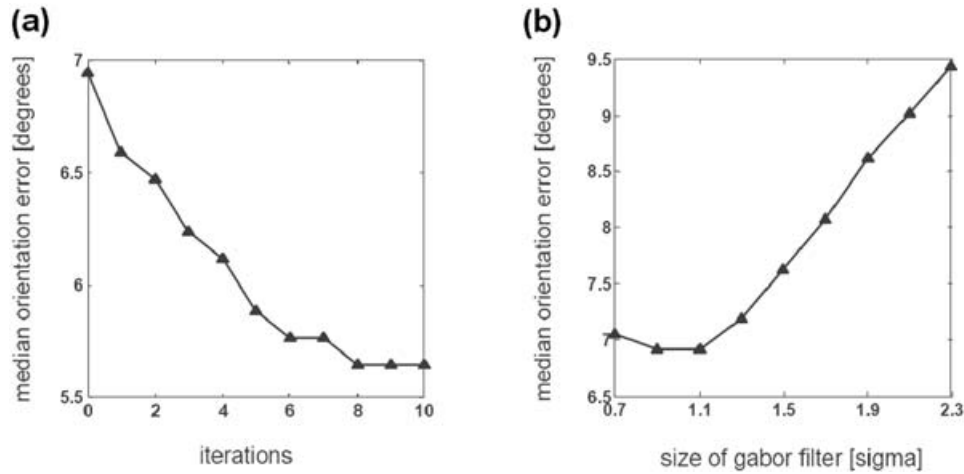 (a)
median orientation error [degrees]
7
6.5
6
5.5
0 2 4 6 8 10
iterations
(b)
median orientation error [degrees]
9.5
9
8.5
8
7.5
7
6.5
0.7 1.1 1.5 1.9 2.3
size of gabor filter [sigma]